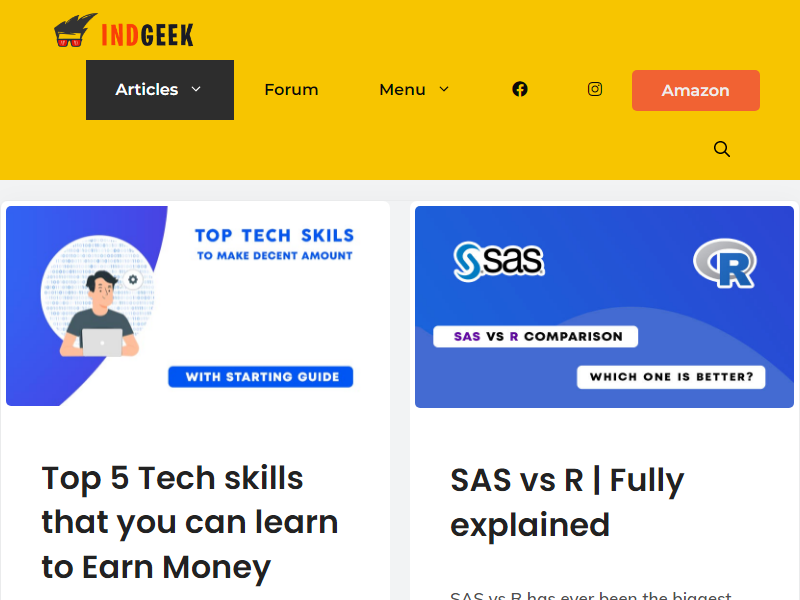 INDGEEK
Articles
Forum
Menu
Amazon
TOP TECH SKILS
TO MAKE DECENT AMOUNT
WITH STARTING GUIDE
sas
R
SAS VS R COMPARISON
WHICH ONE IS BETTER?
Top 5 Tech skills
that you can learn
to Earn Money
SAS vs R | Fully
explained
SAS vs R has ever been the biggest